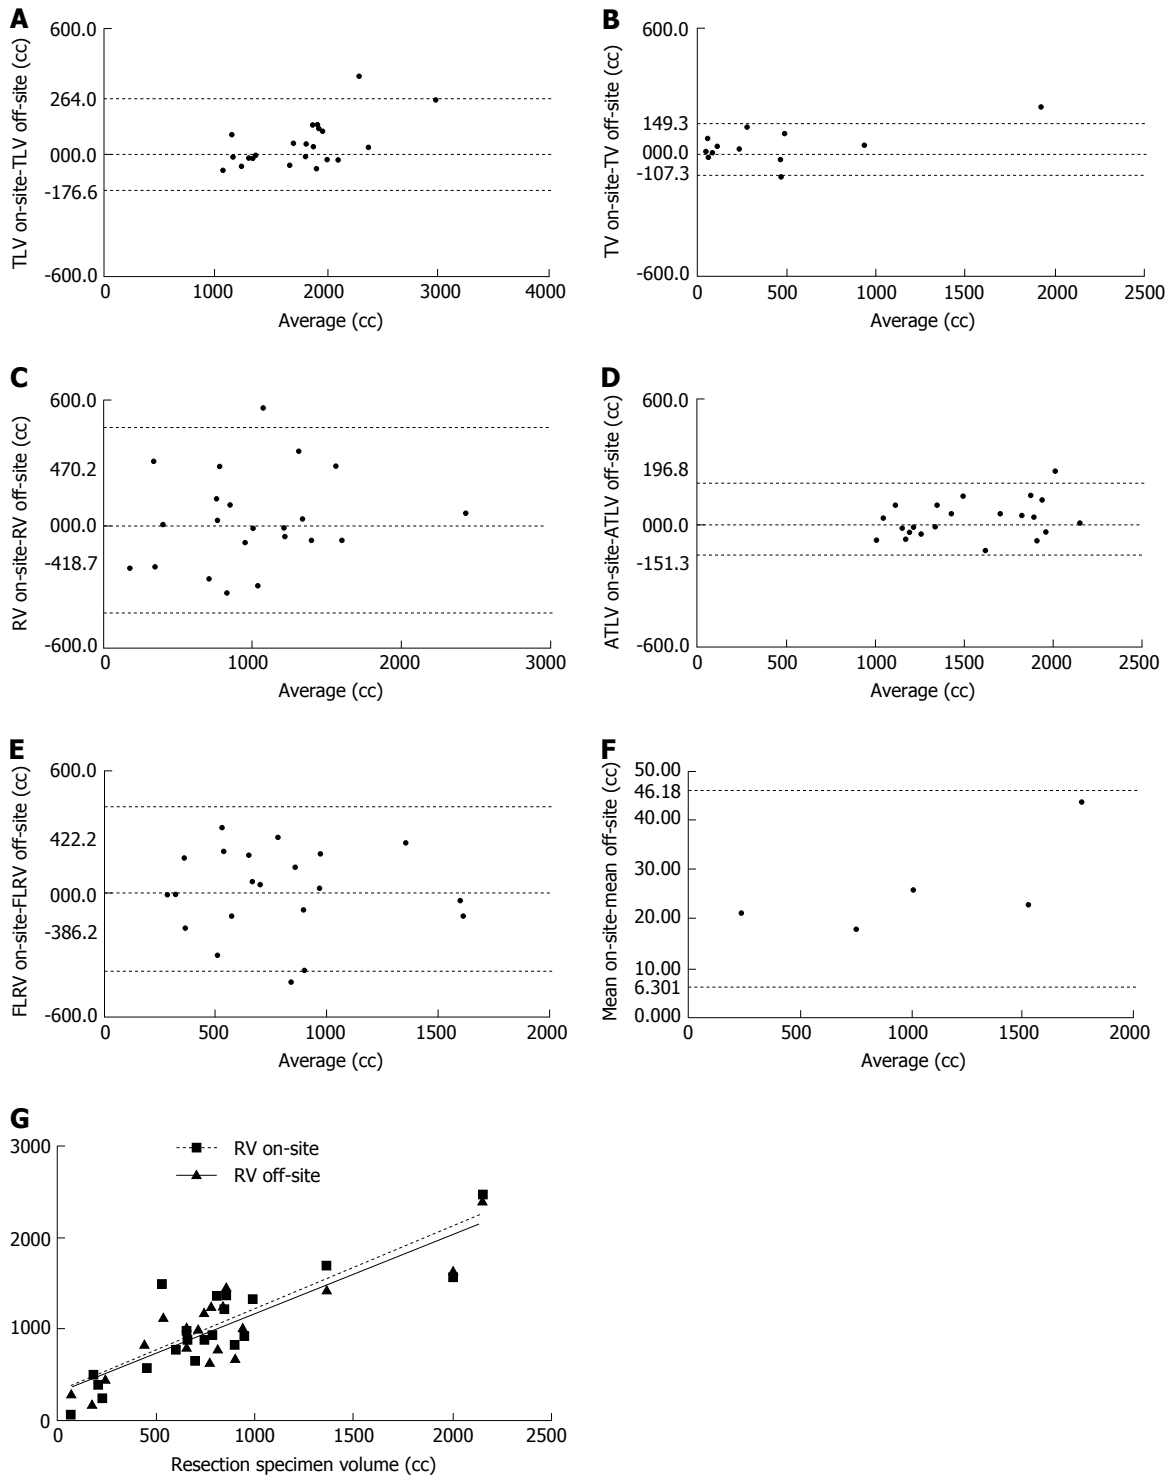 A
TLV on-site-TLV off-site (cc)
600.0
264.0
000.0
-176.6
-600.0
0 1000 2000 3000 4000
Average (cc)
B
TV on-site-TV off-site (cc)
600.0
149.3
000.0
-107.3
-600.0
0 500 1000 1500 2000 2500
Average (cc)
C
RV on-site-RV off-site (cc)
600.0
470.2
000.0
-418.7
-600.0
0 1000 2000 3000
Average (cc)
D
ATLV on-site-ATLV off-site (cc)
600.0
196.8
000.0
-151.3
-600.0
0 500 1000 1500 2000 2500
Average (cc)
E
FLRV on-site-FLRV off-site (cc)
600.0
422.2
000.0
-386.2
-600.0
0 500 1000 1500 2000
Average (cc)
F
Mean on-site-mean off-site (cc)
50.00
46.18
40.00
30.00
20.00
10.00
6.301
0.000
0 500 1000 1500 2000
Average (cc)
G
3000
2000
1000
0
RV on-site
RV off-site
0 500 1000 1500 2000 2500
Resection specimen volume (cc)